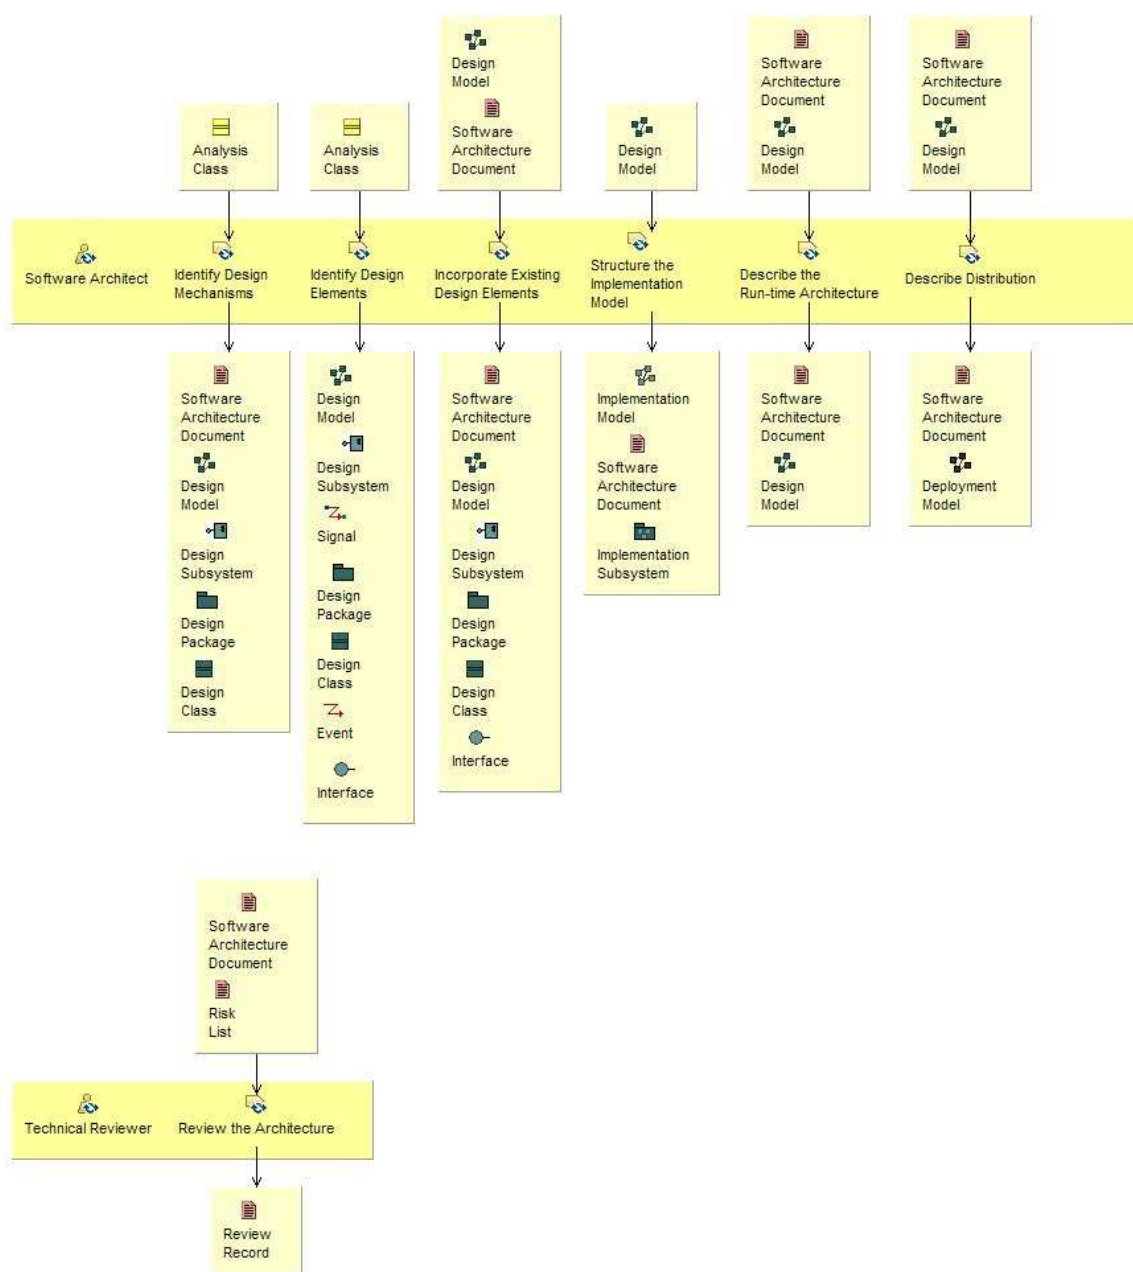 Design
Model
Software
Architecture
Document
Software
Architecture
Document
Design
Model
Software
Architecture
Document
Design
Model
Analysis
Class
Analysis
Class
Design
Model
Software Architect
Identify Design
Mechanisms
Identify Design
Elements
Incorporate Existing
Design Elements
Structure the
Implementation
Model
Describe the
Run-time Architecture
Describe Distribution
Software
Architecture
Document
Design
Model
Design
Subsystem
Design
Package
Design
Class
Design
Model
Design
Subsystem
Signal
Design
Package
Design
Class
Event
Interface
Software
Architecture
Document
Design
Model
Design
Subsystem
Design
Package
Design
Class
Interface
Implementation
Model
Software
Architecture
Document
Implementation
Subsystem
Software
Architecture
Document
Design
Model
Software
Architecture
Document
Deployment
Model
Software
Architecture
Document
Risk
List
Technical Reviewer
Review the Architecture
Review
Record